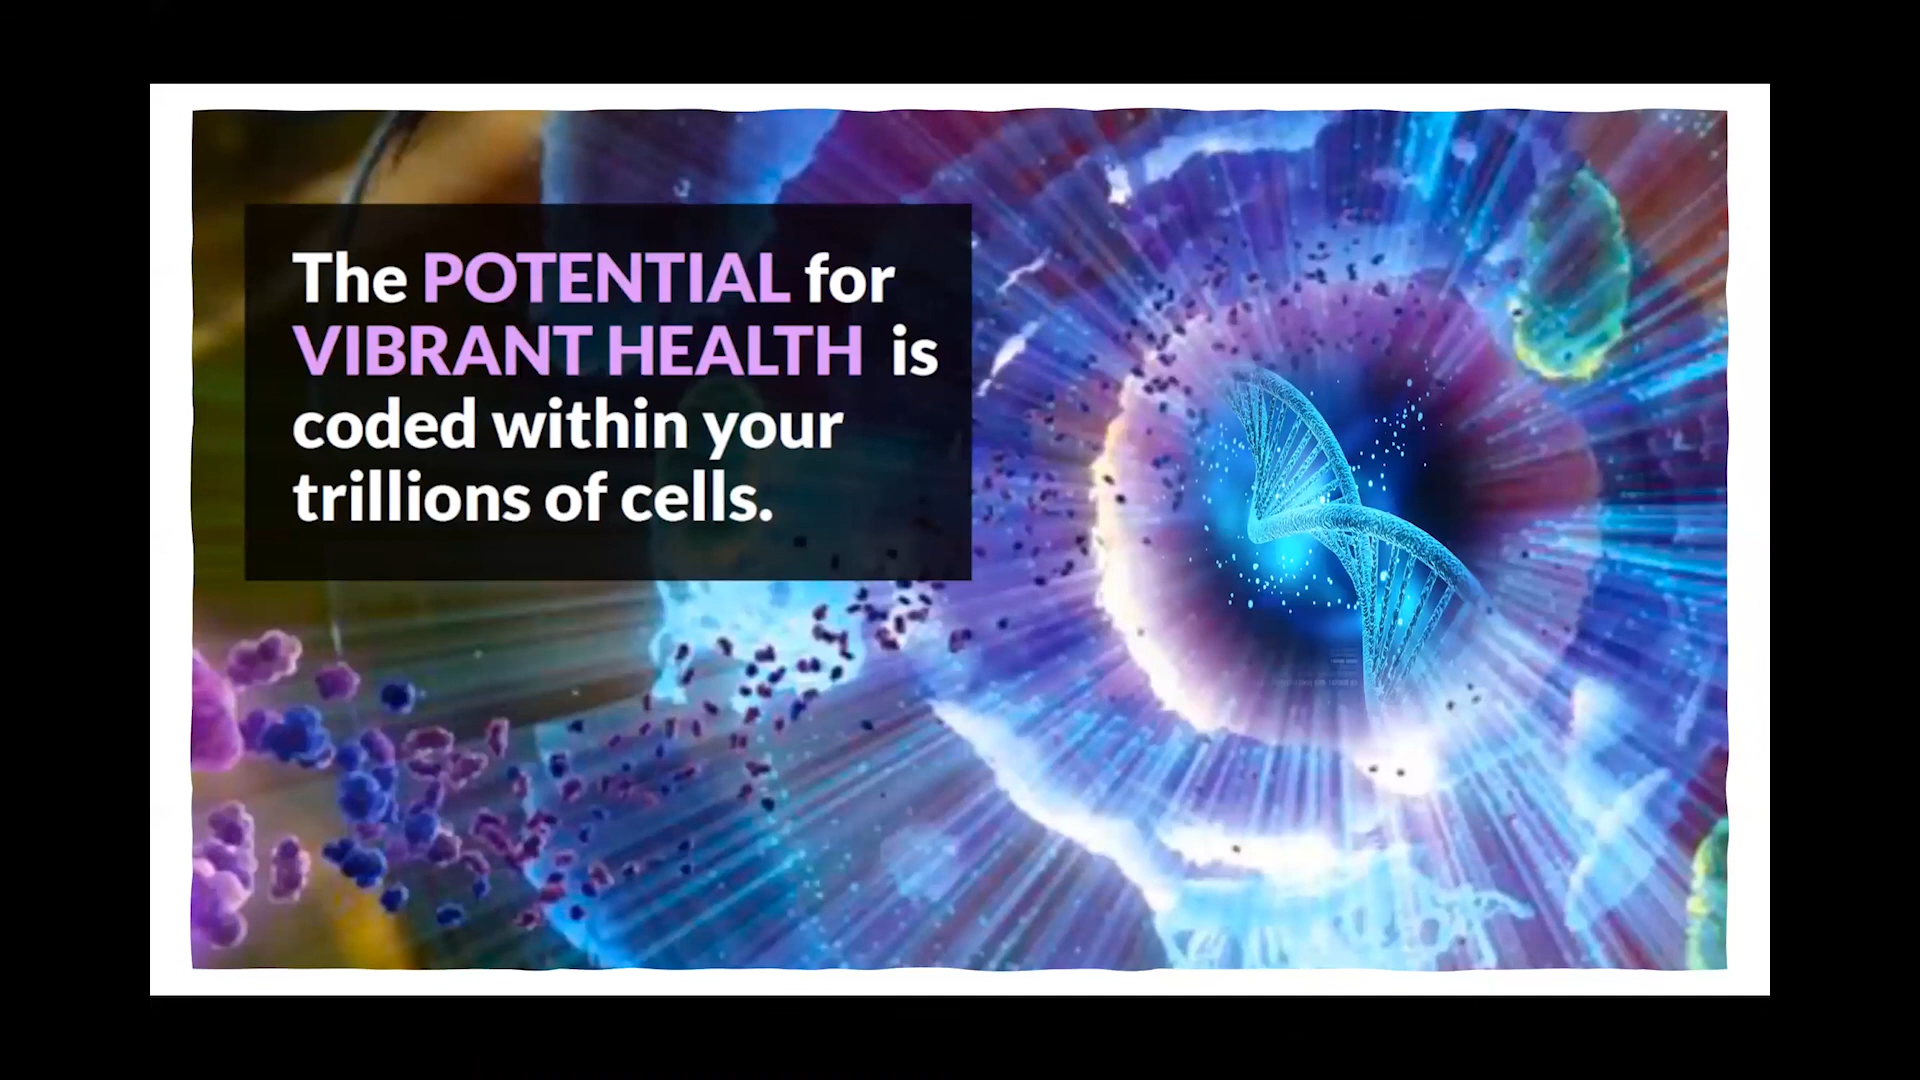 The POTENTIAL for
VIBRANT HEALTH is
coded within your
trillions of cells.